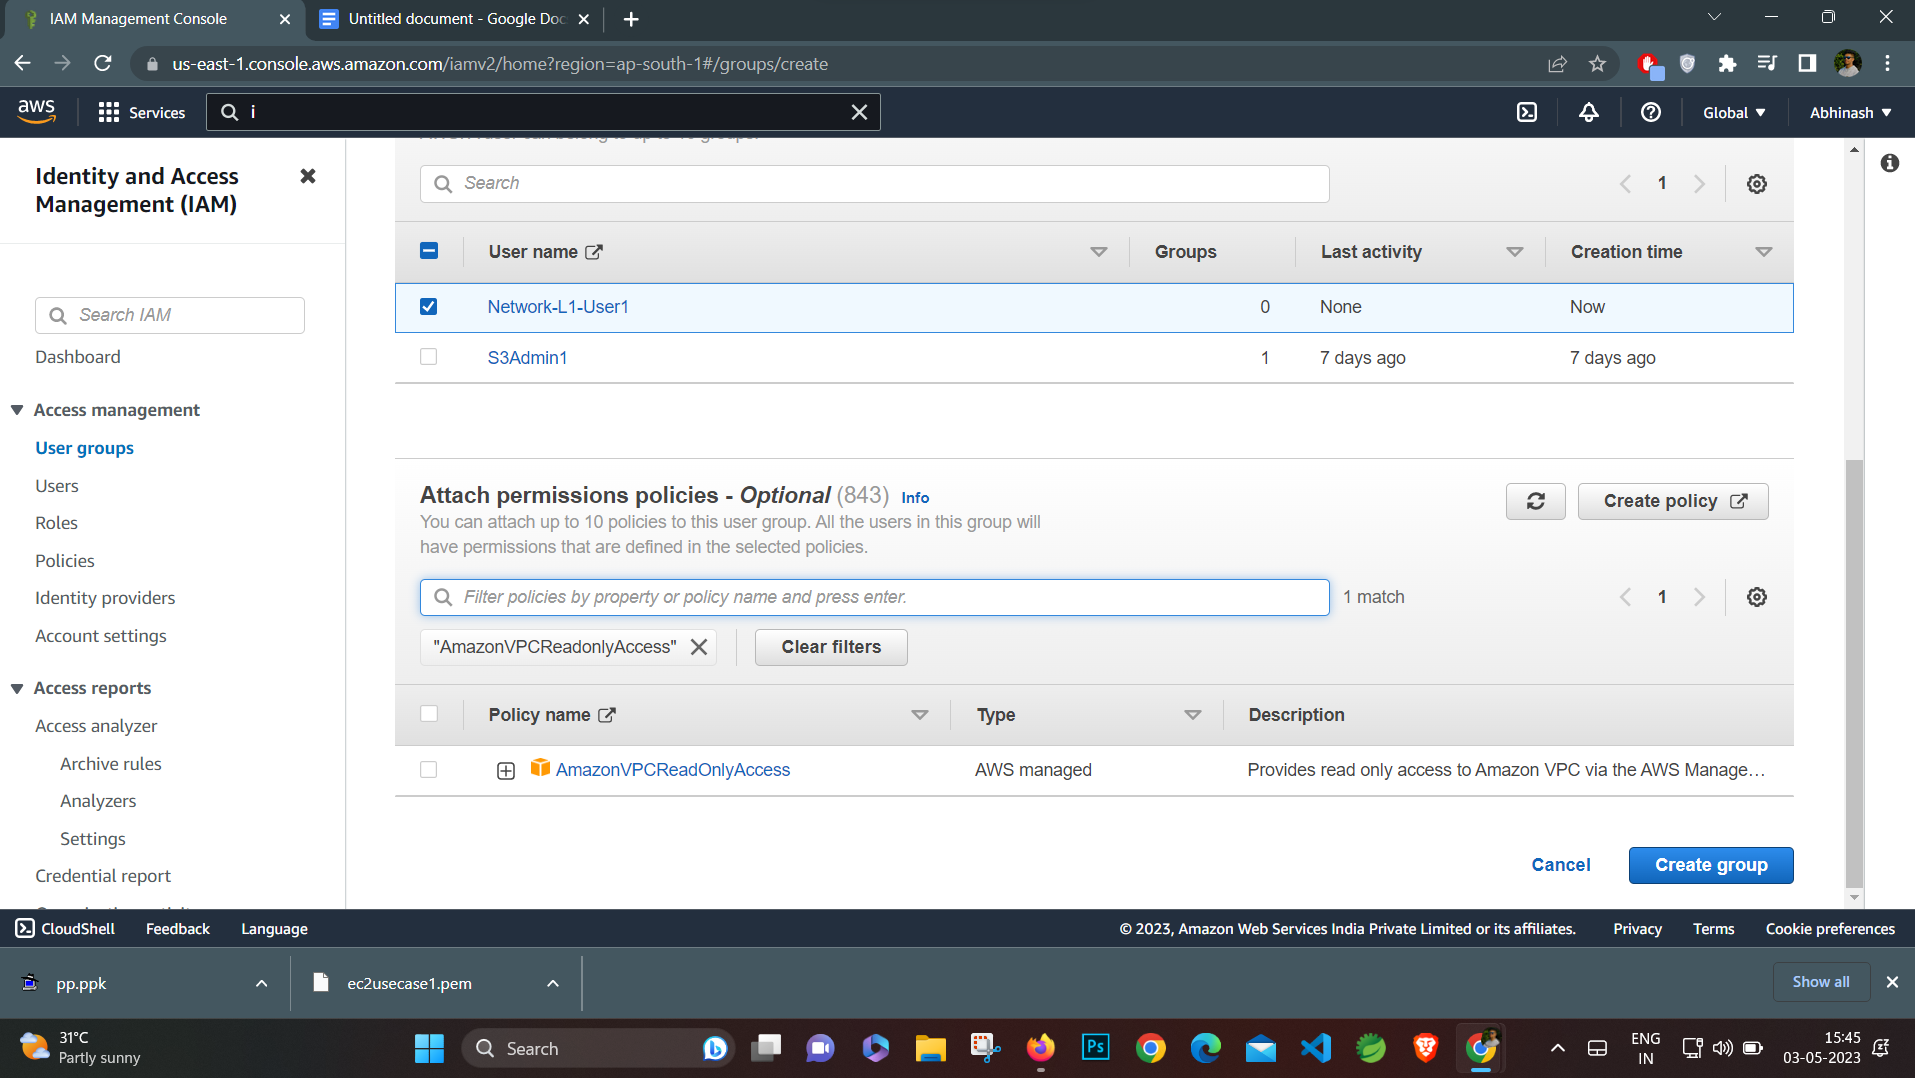 IAM Management Console
Untitled document - Google Doc
us-east-1.console.aws.amazon.com/iamv2/home?region=ap-south-1#/groups/create
aws
Services
i
Global
Abhinash
Identity and Access
Management (IAM)
Search IAM
Dashboard
Access management
User groups
Users
Roles
Policies
Identity providers
Account settings
Access reports
Access analyzer
Archive rules
Analyzers
Settings
Credential report
Search
1
User name
Groups
Last activity
Creation time
Network-L1-User1
0
None
Now
S3Admin1
1
7 days ago
7 days ago
Attach permissions policies - Optional (843) Info
You can attach up to 10 policies to this user group. All the users in this group will
have permissions that are defined in the selected policies.
Create policy
Filter policies by property or policy name and press enter.
1 match
1
"AmazonVPCReadonlyAccess"
Clear filters
Policy name
Type
Description
AmazonVPCReadOnlyAccess
AWS managed
Provides read only access to Amazon VPC via the AWS Manage…
Cancel
Create group
CloudShell
Feedback
Language
© 2023, Amazon Web Services India Private Limited or its affiliates.
Privacy
Terms
Cookie preferences
pp.ppk
ec2usecase1.pem
Show all
31°C
Partly sunny
Search
Ps
ENG
IN
15:45
03-05-2023